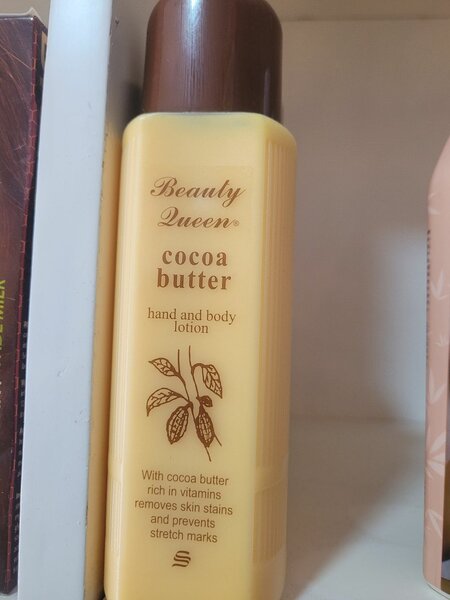 Beauty
Queen®
cocoa
butter
hand and body
lotion
With cocoa butter
rich in vitamins
removes skin stains
and prevents
stretch marks